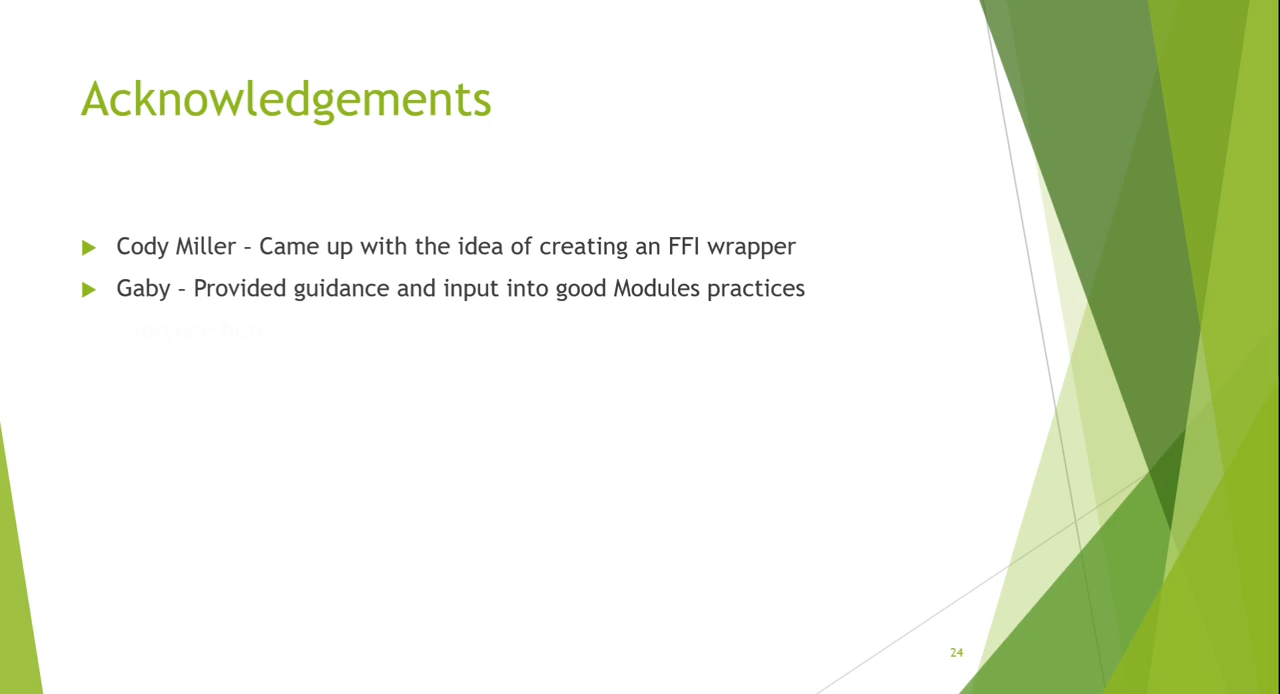 Acknowledgements
Cody Miller – Came up with the idea of creating an FFI wrapper
Gaby – Provided guidance and input into good Modules practices
24